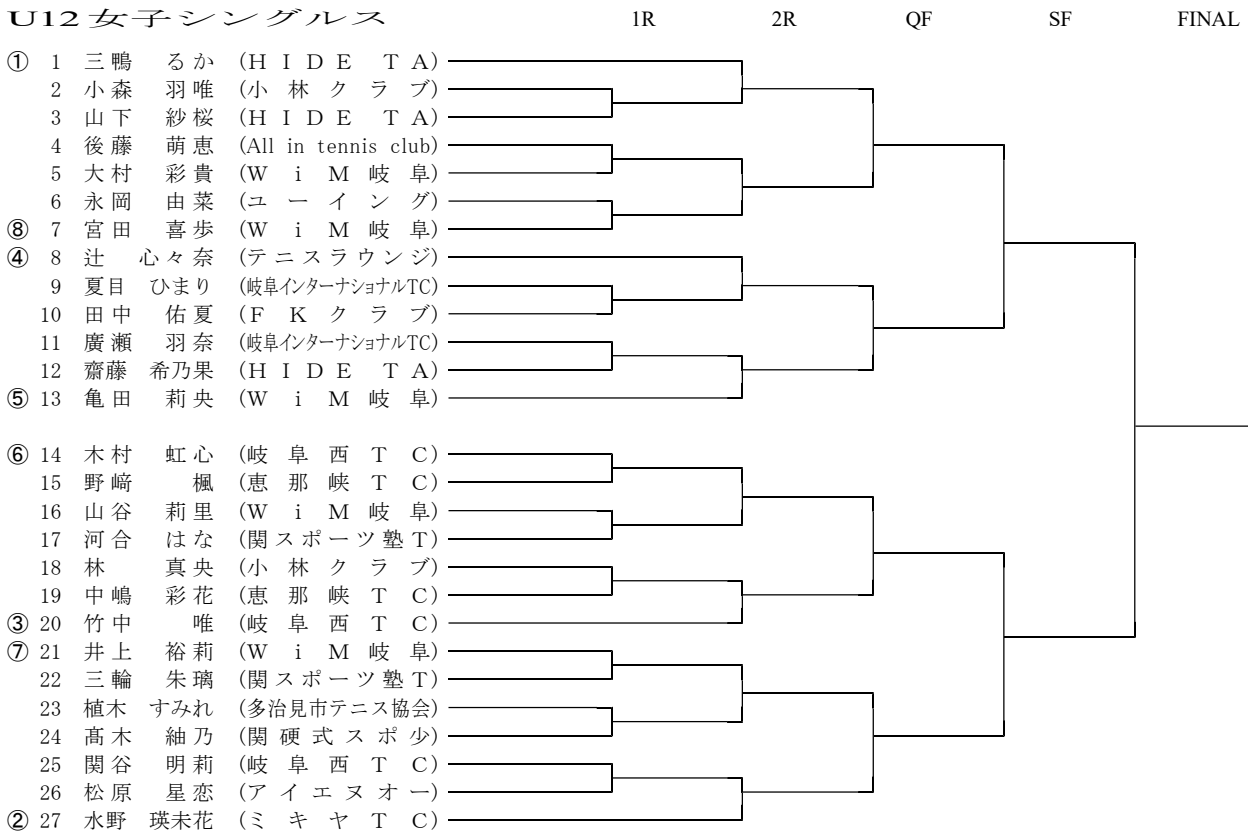 U12女子シングルス 1R 2R QF SF FINAL
① 1 三鴨 るか (HIDE TA)
2 小森 羽唯 (小林クラブ)
3 山下 紗桜 (HIDE TA)
4 後藤 萌恵 (All in tennis club)
5 大村 彩貴 (WiM岐阜)
6 永岡 由菜 (ユーイング)
⑧ 7 宮田 喜歩 (WiM岐阜)
④ 8 辻 心々奈 (テニスラウンジ)
9 夏目 ひまり (岐阜インターナショナルTC)
10 田中 佑夏 (FKクラブ)
11 廣瀬 羽奈 (岐阜インターナショナルTC)
12 齋藤 希乃果 (HIDE TA)
⑤ 13 亀田 莉央 (WiM岐阜)
⑥ 14 木村 虹心 (岐阜西TC)
15 野﨑 楓 (恵那峡TC)
16 山谷 莉里 (WiM岐阜)
17 河合 はな (関スポーツ塾T)
18 林 真央 (小林クラブ)
19 中嶋 彩花 (恵那峡TC)
③ 20 竹中 唯 (岐阜西TC)
⑦ 21 井上 裕莉 (WiM岐阜)
22 三輪 朱璃 (関スポーツ塾T)
23 植木 すみれ (多治見市テニス協会)
24 髙木 紬乃 (関硬式スポ少)
25 関谷 明莉 (岐阜西TC)
26 松原 星恋 (アイエヌオー)
② 27 水野 瑛未花 (ミキヤTC)